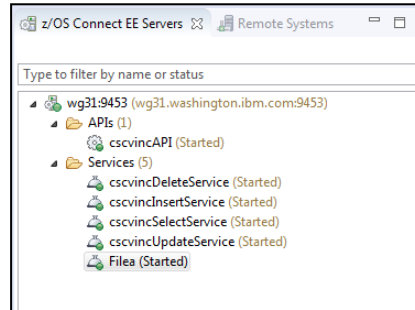 z/OS Connect EE Servers Remote Systems
Type to filter by name or status
wg31:9453 (wg31.washington.ibm.com:9453)
APIs (1)
cscvincAPI (Started)
Services (5)
cscvincDeleteService (Started)
cscvincInsertService (Started)
cscvincSelectService (Started)
cscvincUpdateService (Started)
Filea (Started)